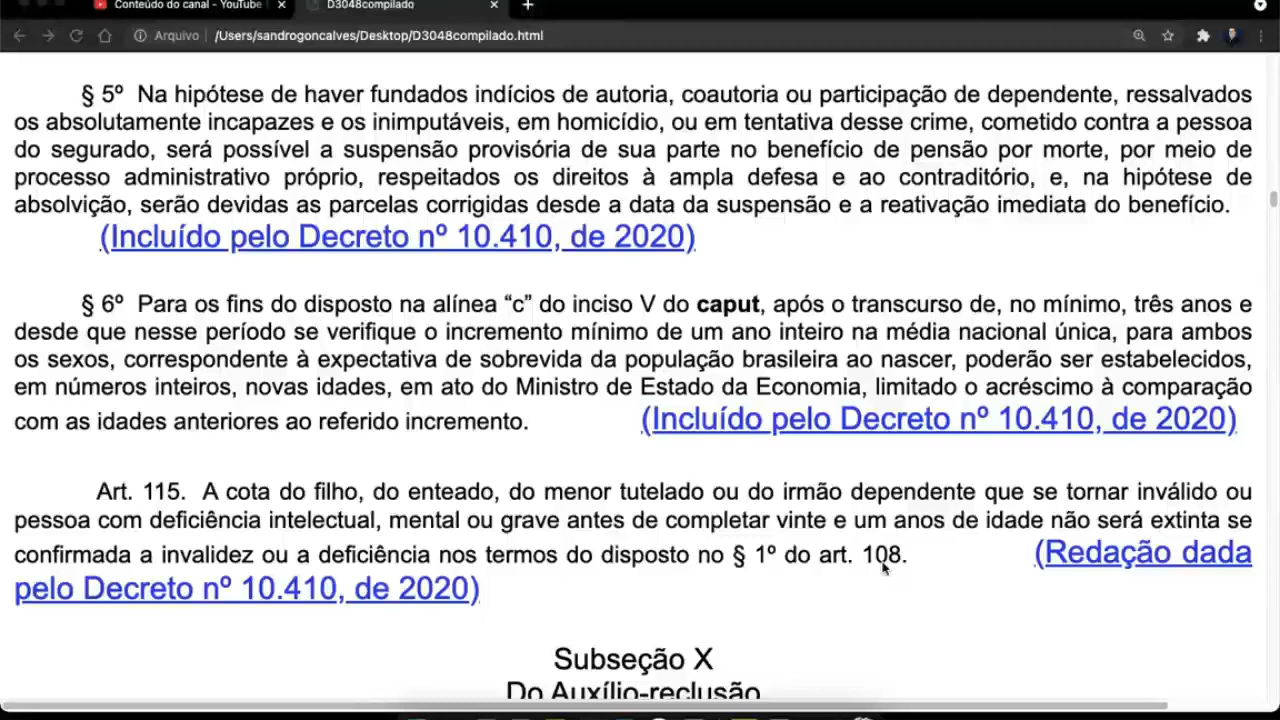 Conteúdo do canal - YouTube
D3048compilado
Arquivo /Users/sandrogoncalves/Desktop/D3048compilado.html
§ 5º Na hipótese de haver fundados indícios de autoria, coautoria ou participação de dependente, ressalvados
os absolutamente incapazes e os inimputáveis, em homicídio, ou em tentativa desse crime, cometido contra a pessoa
do segurado, será possível a suspensão provisória de sua parte no benefício de pensão por morte, por meio de
processo administrativo próprio, respeitados os direitos à ampla defesa e ao contraditório, e, na hipótese de
absolvição, serão devidas as parcelas corrigidas desde a data da suspensão e a reativação imediata do benefício.
(Incluído pelo Decreto nº 10.410, de 2020)
§ 6º Para os fins do disposto na alínea “c” do inciso V do caput, após o transcurso de, no mínimo, três anos e
desde que nesse período se verifique o incremento mínimo de um ano inteiro na média nacional única, para ambos
os sexos, correspondente à expectativa de sobrevida da população brasileira ao nascer, poderão ser estabelecidos,
em números inteiros, novas idades, em ato do Ministro de Estado da Economia, limitado o acréscimo à comparação
com as idades anteriores ao referido incremento. (Incluído pelo Decreto nº 10.410, de 2020)
Art. 115. A cota do filho, do enteado, do menor tutelado ou do irmão dependente que se tornar inválido ou
pessoa com deficiência intelectual, mental ou grave antes de completar vinte e um anos de idade não será extinta se
confirmada a invalidez ou a deficiência nos termos do disposto no § 1º do art. 108. (Redação dada
pelo Decreto nº 10.410, de 2020)
Subseção X
Do Auxílio-reclusão